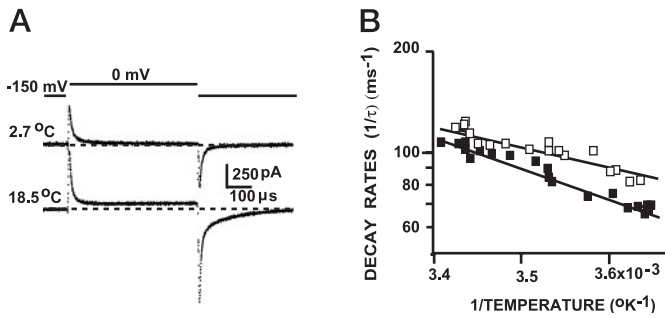 A
-150 mV
0 mV
2.7 °C
18.5 °C
250 pA
100 µs
B
DECAY RATES (1/τ) (ms-1)
200
100
80
60
3.4
3.5
3.6x10-3
1/TEMPERATURE (OK-1)